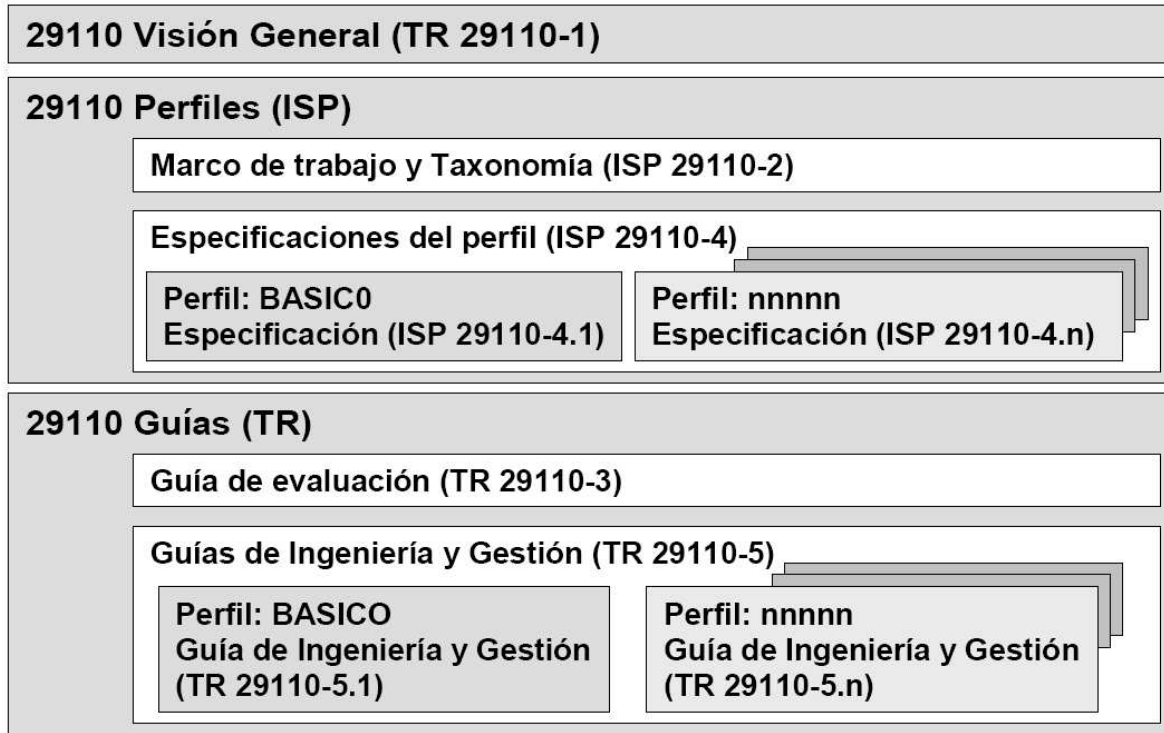 29110 Visión General (TR 29110-1)
29110 Perfiles (ISP)
Marco de trabajo y Taxonomía (ISP 29110-2)
Especificaciones del perfil (ISP 29110-4)
Perfil: BASIC0
Especificación (ISP 29110-4.1)
Perfil: nnnnn
Especificación (ISP 29110-4.n)
29110 Guías (TR)
Guía de evaluación (TR 29110-3)
Guías de Ingeniería y Gestión (TR 29110-5)
Perfil: BASICO
Guía de Ingeniería y Gestión
(TR 29110-5.1)
Perfil: nnnnn
Guía de Ingeniería y Gestión
(TR 29110-5.n)